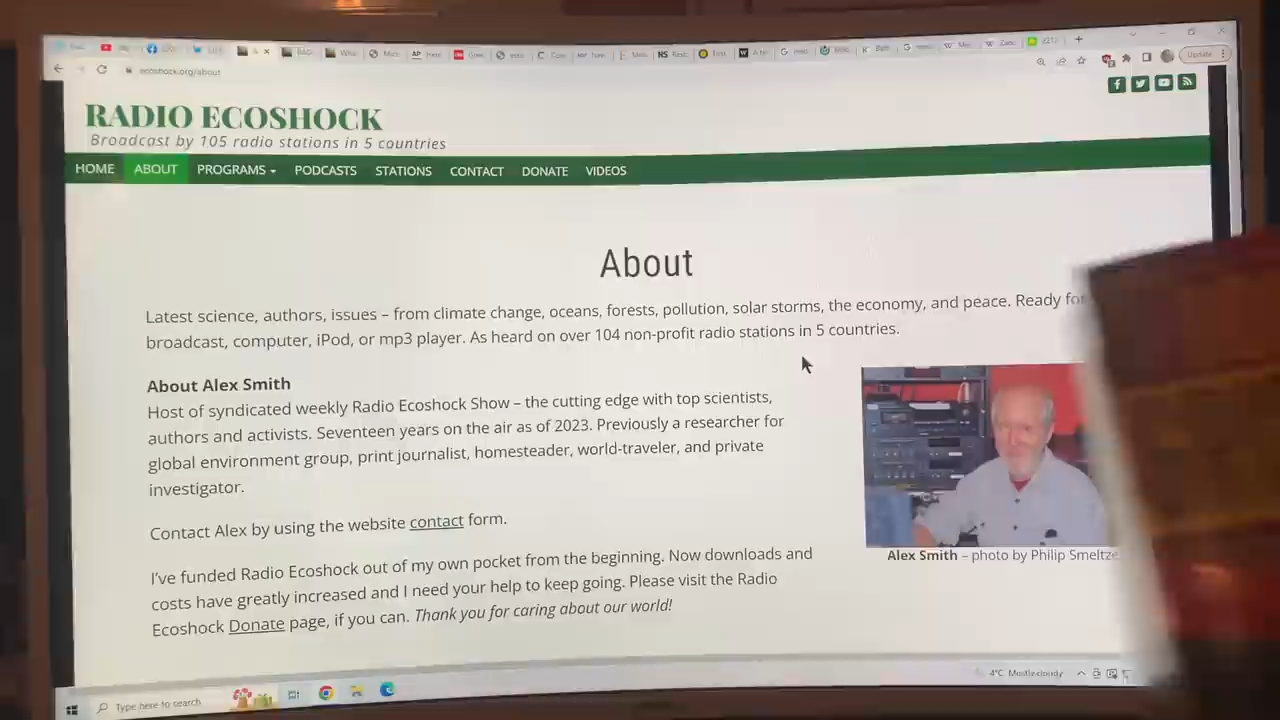 ecoshock.org/about
Update
RADIO ECOSHOCK
Broadcast by 105 radio stations in 5 countries
HOME ABOUT PROGRAMS PODCASTS STATIONS CONTACT DONATE VIDEOS
About
Latest science, authors, issues – from climate change, oceans, forests, pollution, solar storms, the economy, and peace. Ready for
broadcast, computer, iPod, or mp3 player. As heard on over 104 non-profit radio stations in 5 countries.
About Alex Smith
Host of syndicated weekly Radio Ecoshock Show – the cutting edge with top scientists,
authors and activists. Seventeen years on the air as of 2023. Previously a researcher for
global environment group, print journalist, homesteader, world-traveler, and private
investigator.
Contact Alex by using the website contact form.
I've funded Radio Ecoshock out of my own pocket from the beginning. Now downloads and
costs have greatly increased and I need your help to keep going. Please visit the Radio
Ecoshock Donate page, if you can. Thank you for caring about our world!
Alex Smith – photo by Philip Smeltze
4°C Mostly cloudy
Type here to search